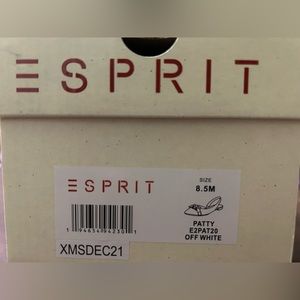 ESPRIT
ESPRIT
SIZE
8.5M
PATTY
E2PAT20
OFF WHITE
XMSDEC21